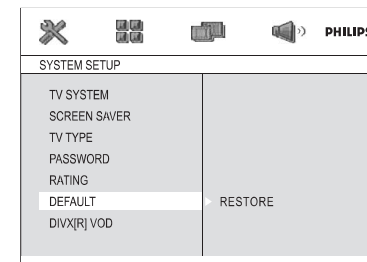 PHILIPS
SYSTEM SETUP
TV SYSTEM
SCREEN SAVER
TV TYPE
PASSWORD
RATING
DEFAULT RESTORE
DIVX[R] VOD